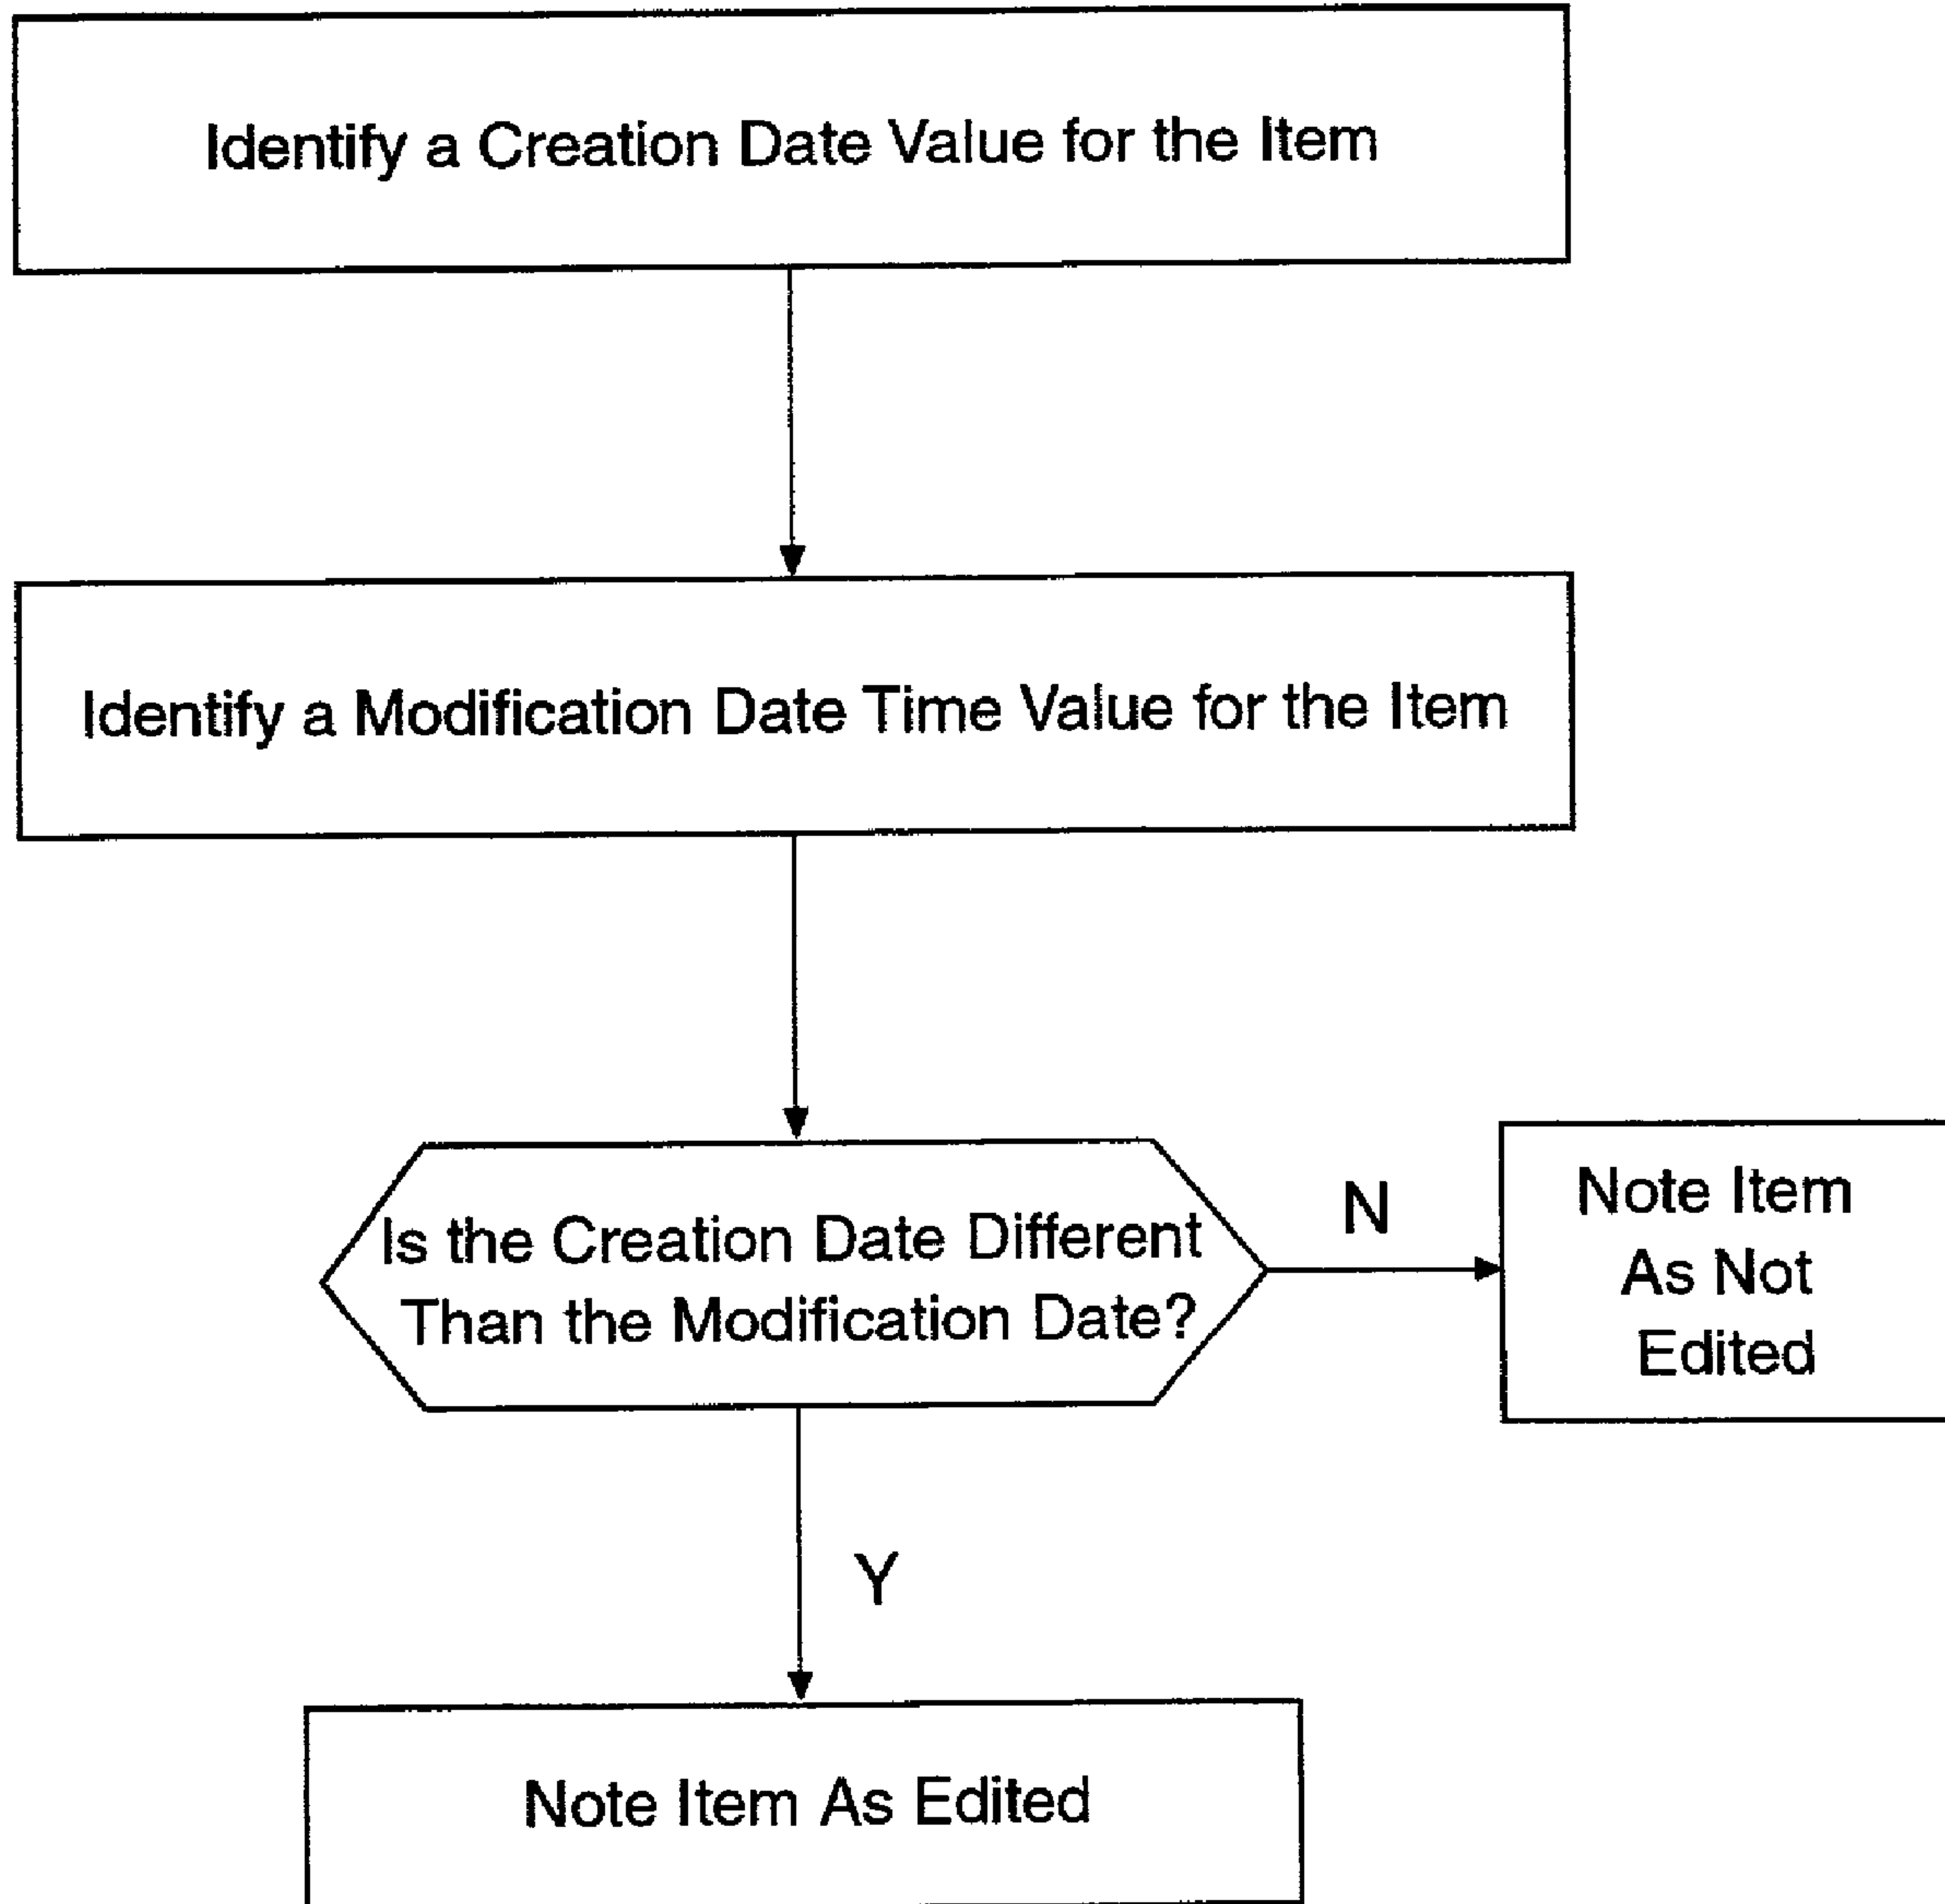 Identify a Creation Date Value for the Item
Identify a Modification Date Time Value for the Item
Is the Creation Date Different
Than the Modification Date?
N
Note Item
As Not
Edited
Y
Note Item As Edited